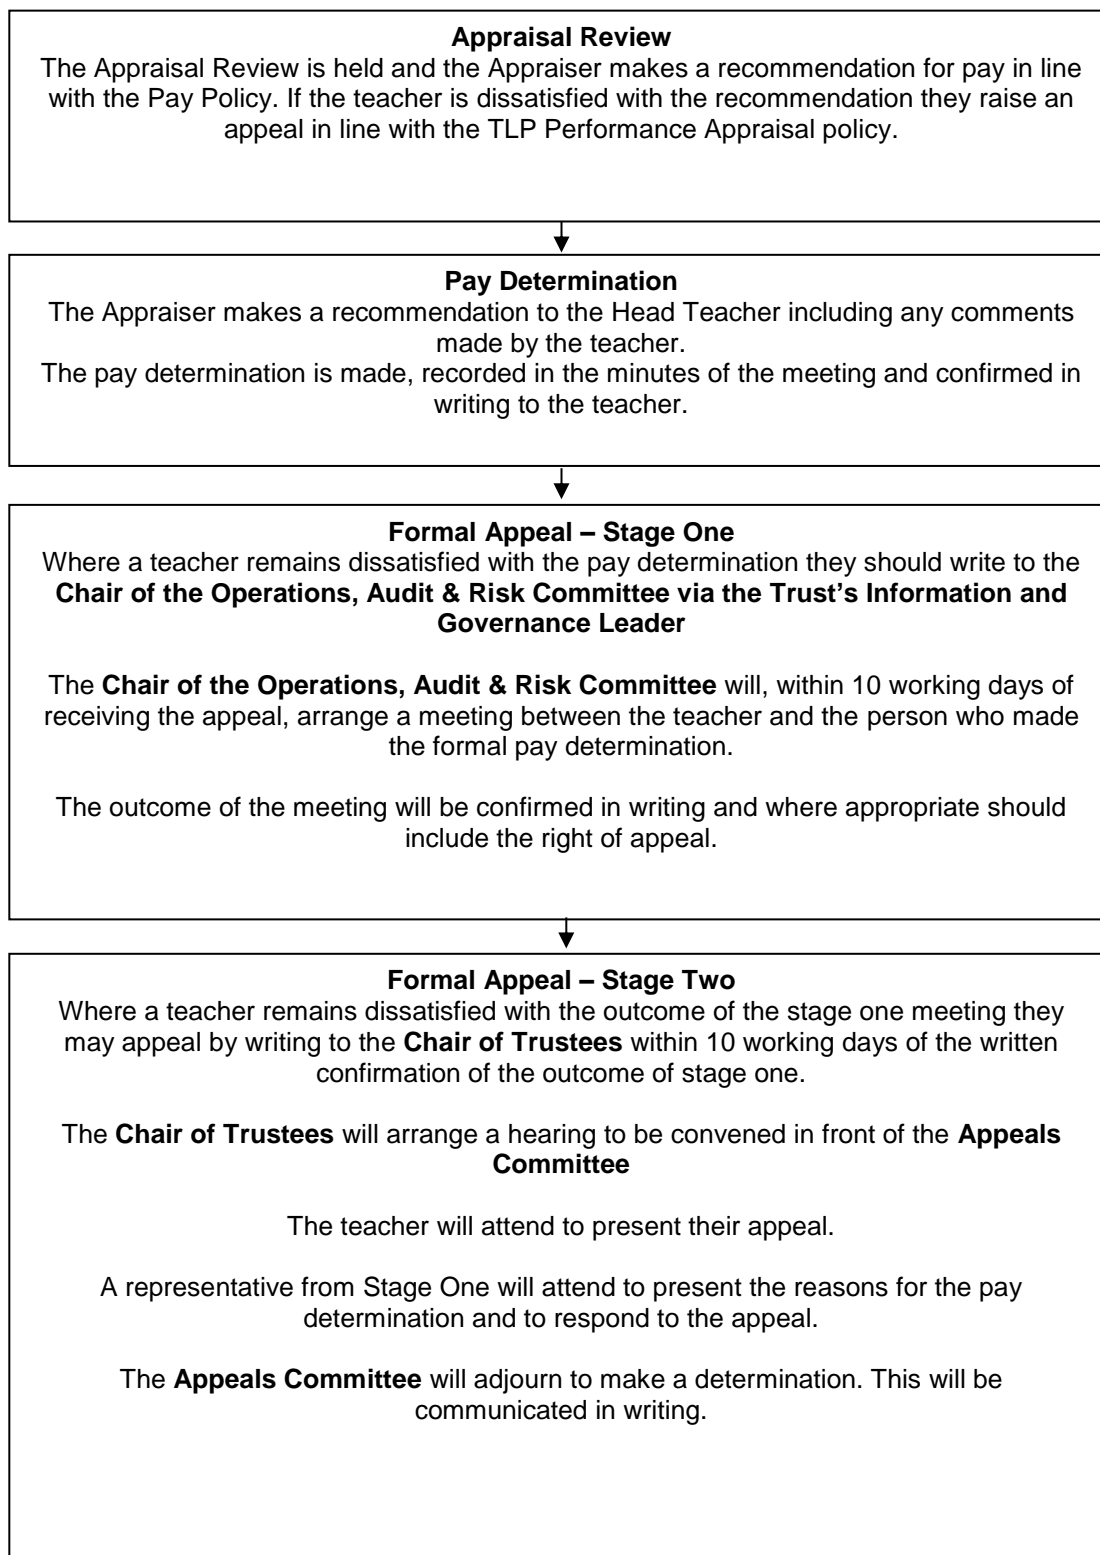 Appraisal Review
The Appraisal Review is held and the Appraiser makes a recommendation for pay in line
with the Pay Policy. If the teacher is dissatisfied with the recommendation they raise an
appeal in line with the TLP Performance Appraisal policy.
Pay Determination
The Appraiser makes a recommendation to the Head Teacher including any comments
made by the teacher.
The pay determination is made, recorded in the minutes of the meeting and confirmed in
writing to the teacher.
Formal Appeal – Stage One
Where a teacher remains dissatisfied with the pay determination they should write to the
Chair of the Operations, Audit & Risk Committee via the Trust’s Information and
Governance Leader
The Chair of the Operations, Audit & Risk Committee will, within 10 working days of
receiving the appeal, arrange a meeting between the teacher and the person who made
the formal pay determination.
The outcome of the meeting will be confirmed in writing and where appropriate should
include the right of appeal.
Formal Appeal – Stage Two
Where a teacher remains dissatisfied with the outcome of the stage one meeting they
may appeal by writing to the Chair of Trustees within 10 working days of the written
confirmation of the outcome of stage one.
The Chair of Trustees will arrange a hearing to be convened in front of the Appeals
Committee
The teacher will attend to present their appeal.
A representative from Stage One will attend to present the reasons for the pay
determination and to respond to the appeal.
The Appeals Committee will adjourn to make a determination. This will be
communicated in writing.